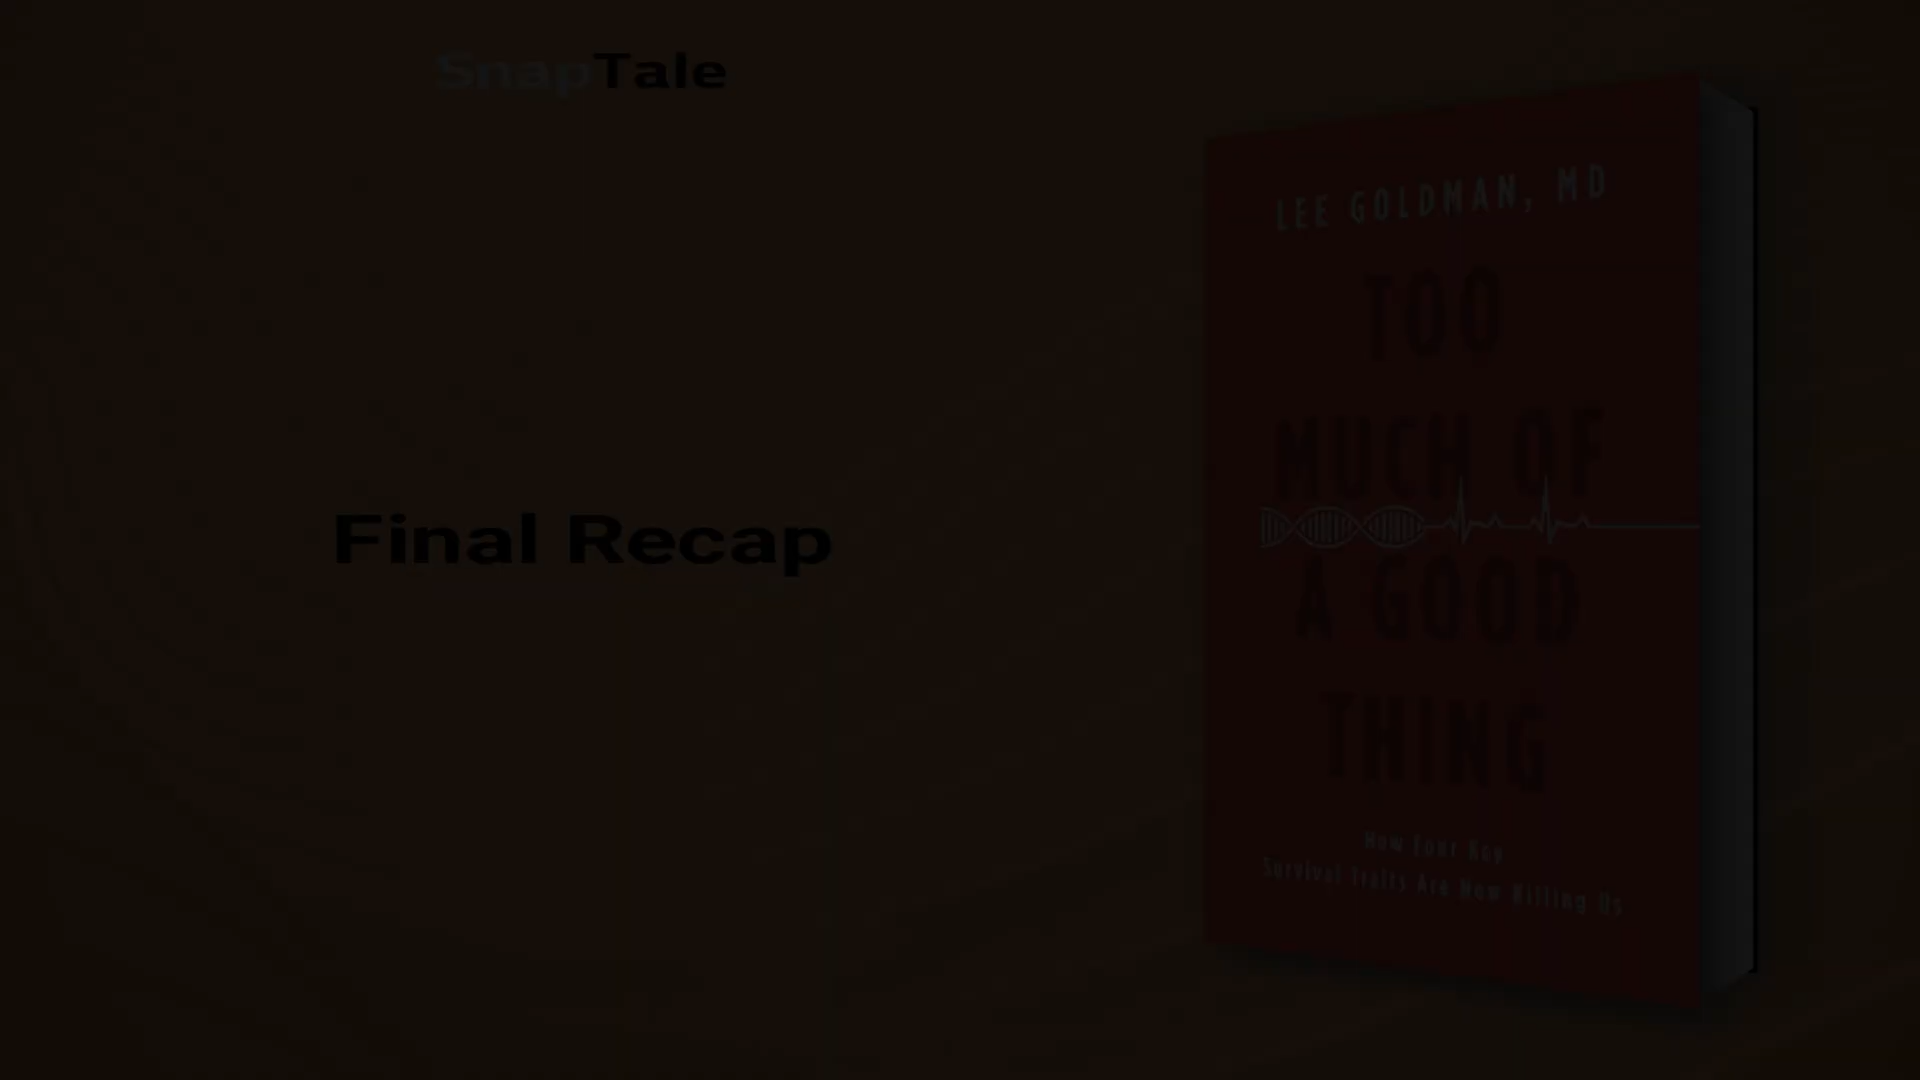 SnapTale
Final Recap
LEE GOLDMAN, MD
TOO
MUCH OF
A GOOD
THING
How Four Key
Survival Traits Are Now Killing Us